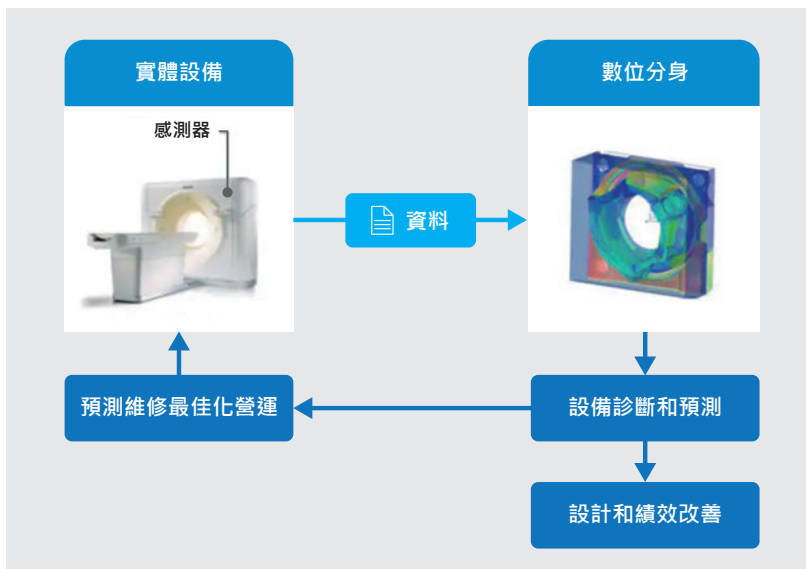 實體設備
數位分身
感測器
資料
預測維修最佳化營運
設備診斷和預測
設計和績效改善